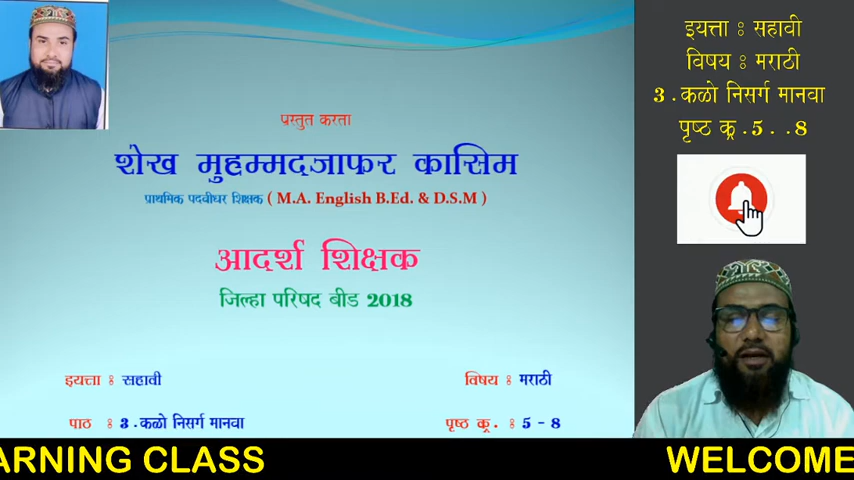 प्रस्तुत करता
शेख मुहम्मदजाफर कासिम
प्राथमिक पदवीधर शिक्षक ( M.A. English B.Ed. & D.S.M )
आदर्श शिक्षक
जिल्हा परिषद बीड 2018
इयत्ता : सहावी
विषय : मराठी
पाठ : 3 . कळो निसर्ग मानवा
पृष्ठ क्र. : 5 - 8
इयत्ता : सहावी
विषय : मराठी
3 . कळो निसर्ग मानवा
पृष्ठ क्र . 5 . . 8
ARNING CLASS
WELCOME